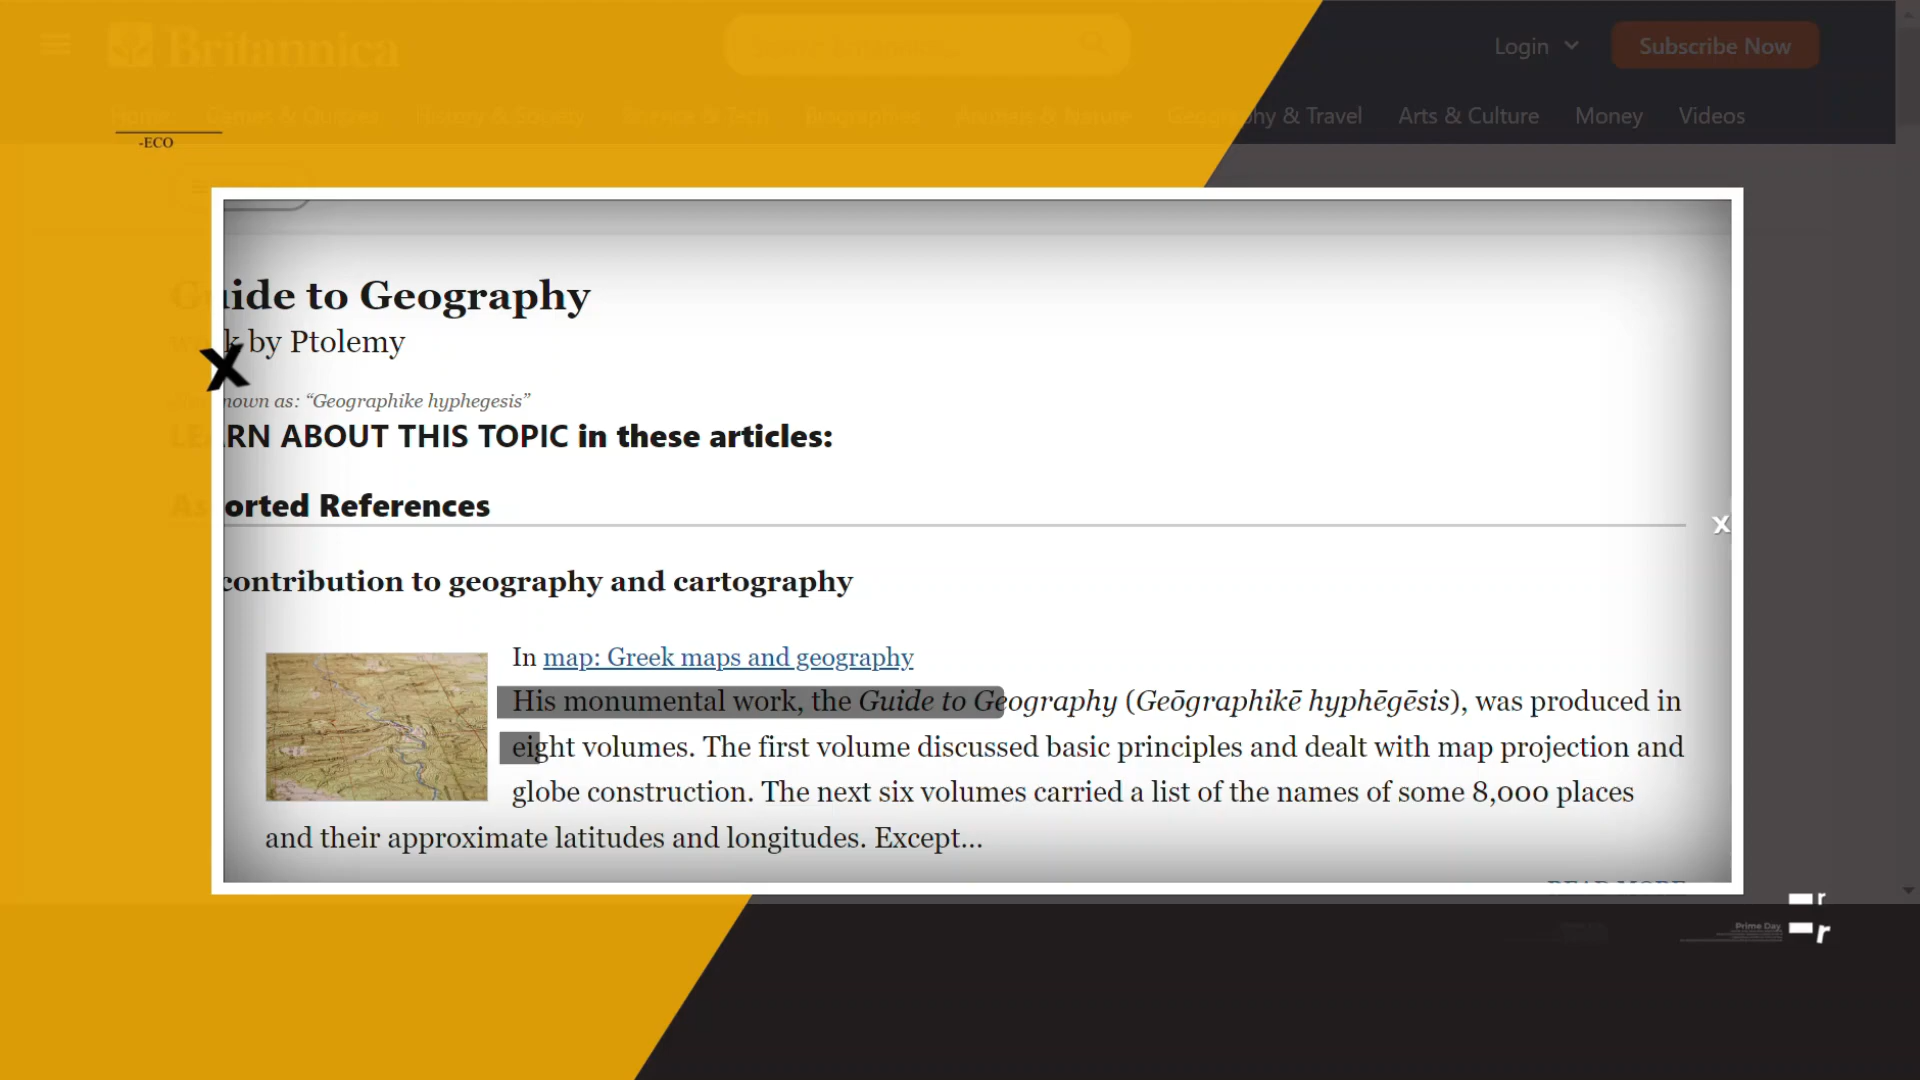 Britannica
Login
Subscribe Now
Home Games & Quizzes History & Society Science & Tech Biographies Animals & Nature Geography & Travel Arts & Culture Money Videos
-ECO
Guide to Geography
work by Ptolemy
known as: “Geographike hyphegesis”
LEARN ABOUT THIS TOPIC in these articles:
Assorted References
contribution to geography and cartography
In map: Greek maps and geography
His monumental work, the Guide to Geography (Geōgraphikē hyphēgēsis), was produced in
eight volumes. The first volume discussed basic principles and dealt with map projection and
globe construction. The next six volumes carried a list of the names of some 8,000 places
and their approximate latitudes and longitudes. Except...
READ MORE
x
x
r
Prime Day
r